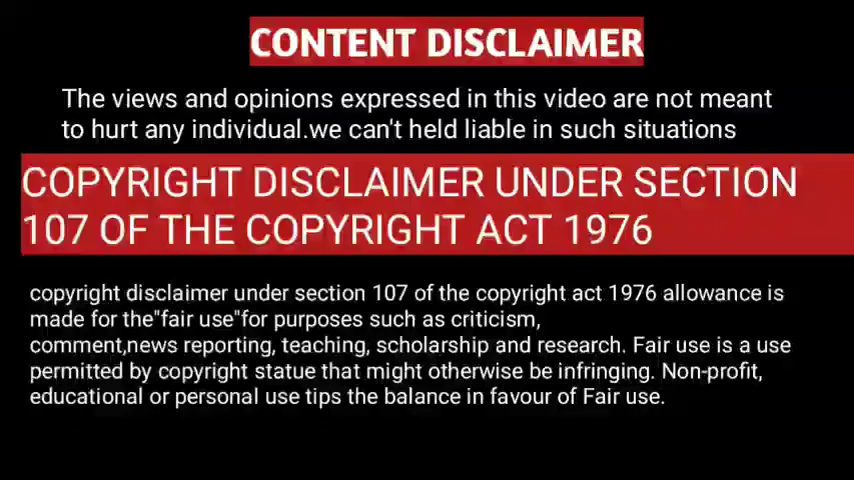 CONTENT DISCLAIMER
The views and opinions expressed in this video are not meant
to hurt any individual.we can't held liable in such situations
COPYRIGHT DISCLAIMER UNDER SECTION
107 OF THE COPYRIGHT ACT 1976
copyright disclaimer under section 107 of the copyright act 1976 allowance is
made for the"fair use"for purposes such as criticism,
comment,news reporting, teaching, scholarship and research. Fair use is a use
permitted by copyright statue that might otherwise be infringing. Non-profit,
educational or personal use tips the balance in favour of Fair use.